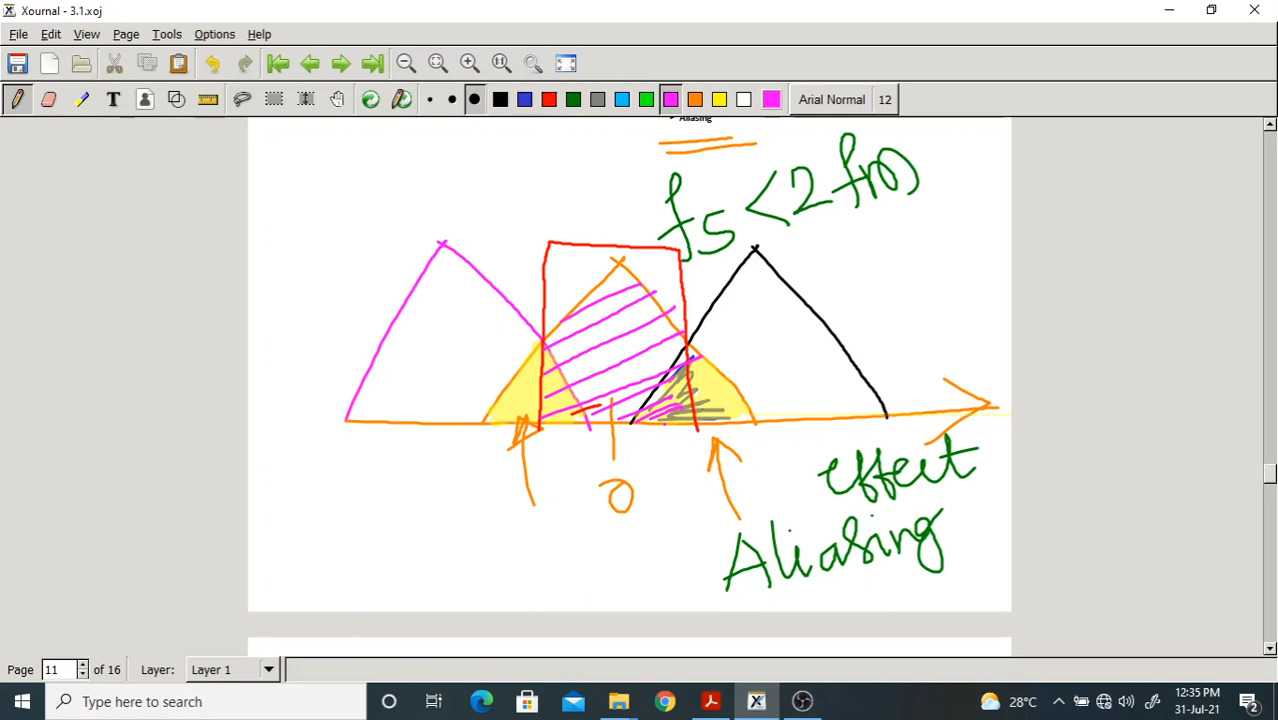 Xournal - 3.1.xoj
File Edit View Page Tools Options Help
Arial Normal 12
Aliasing
fs < 2 fm
0
effect
Aliasing
Page 11 of 16 Layer: Layer 1
Type here to search
28°C
12:35 PM
31-Jul-21
2